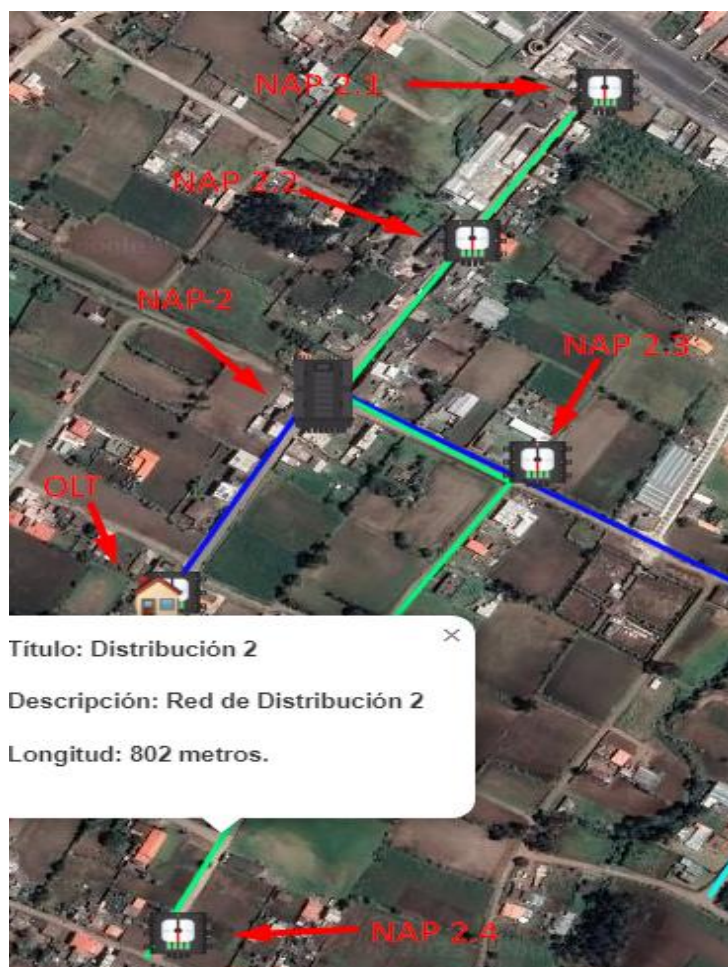 NAP 2.1
NAP 2.2
NAP-2
NAP 2.3
OLT
Título: Distribución 2
Descripción: Red de Distribución 2
Longitud: 802 metros.
NAP 2.4